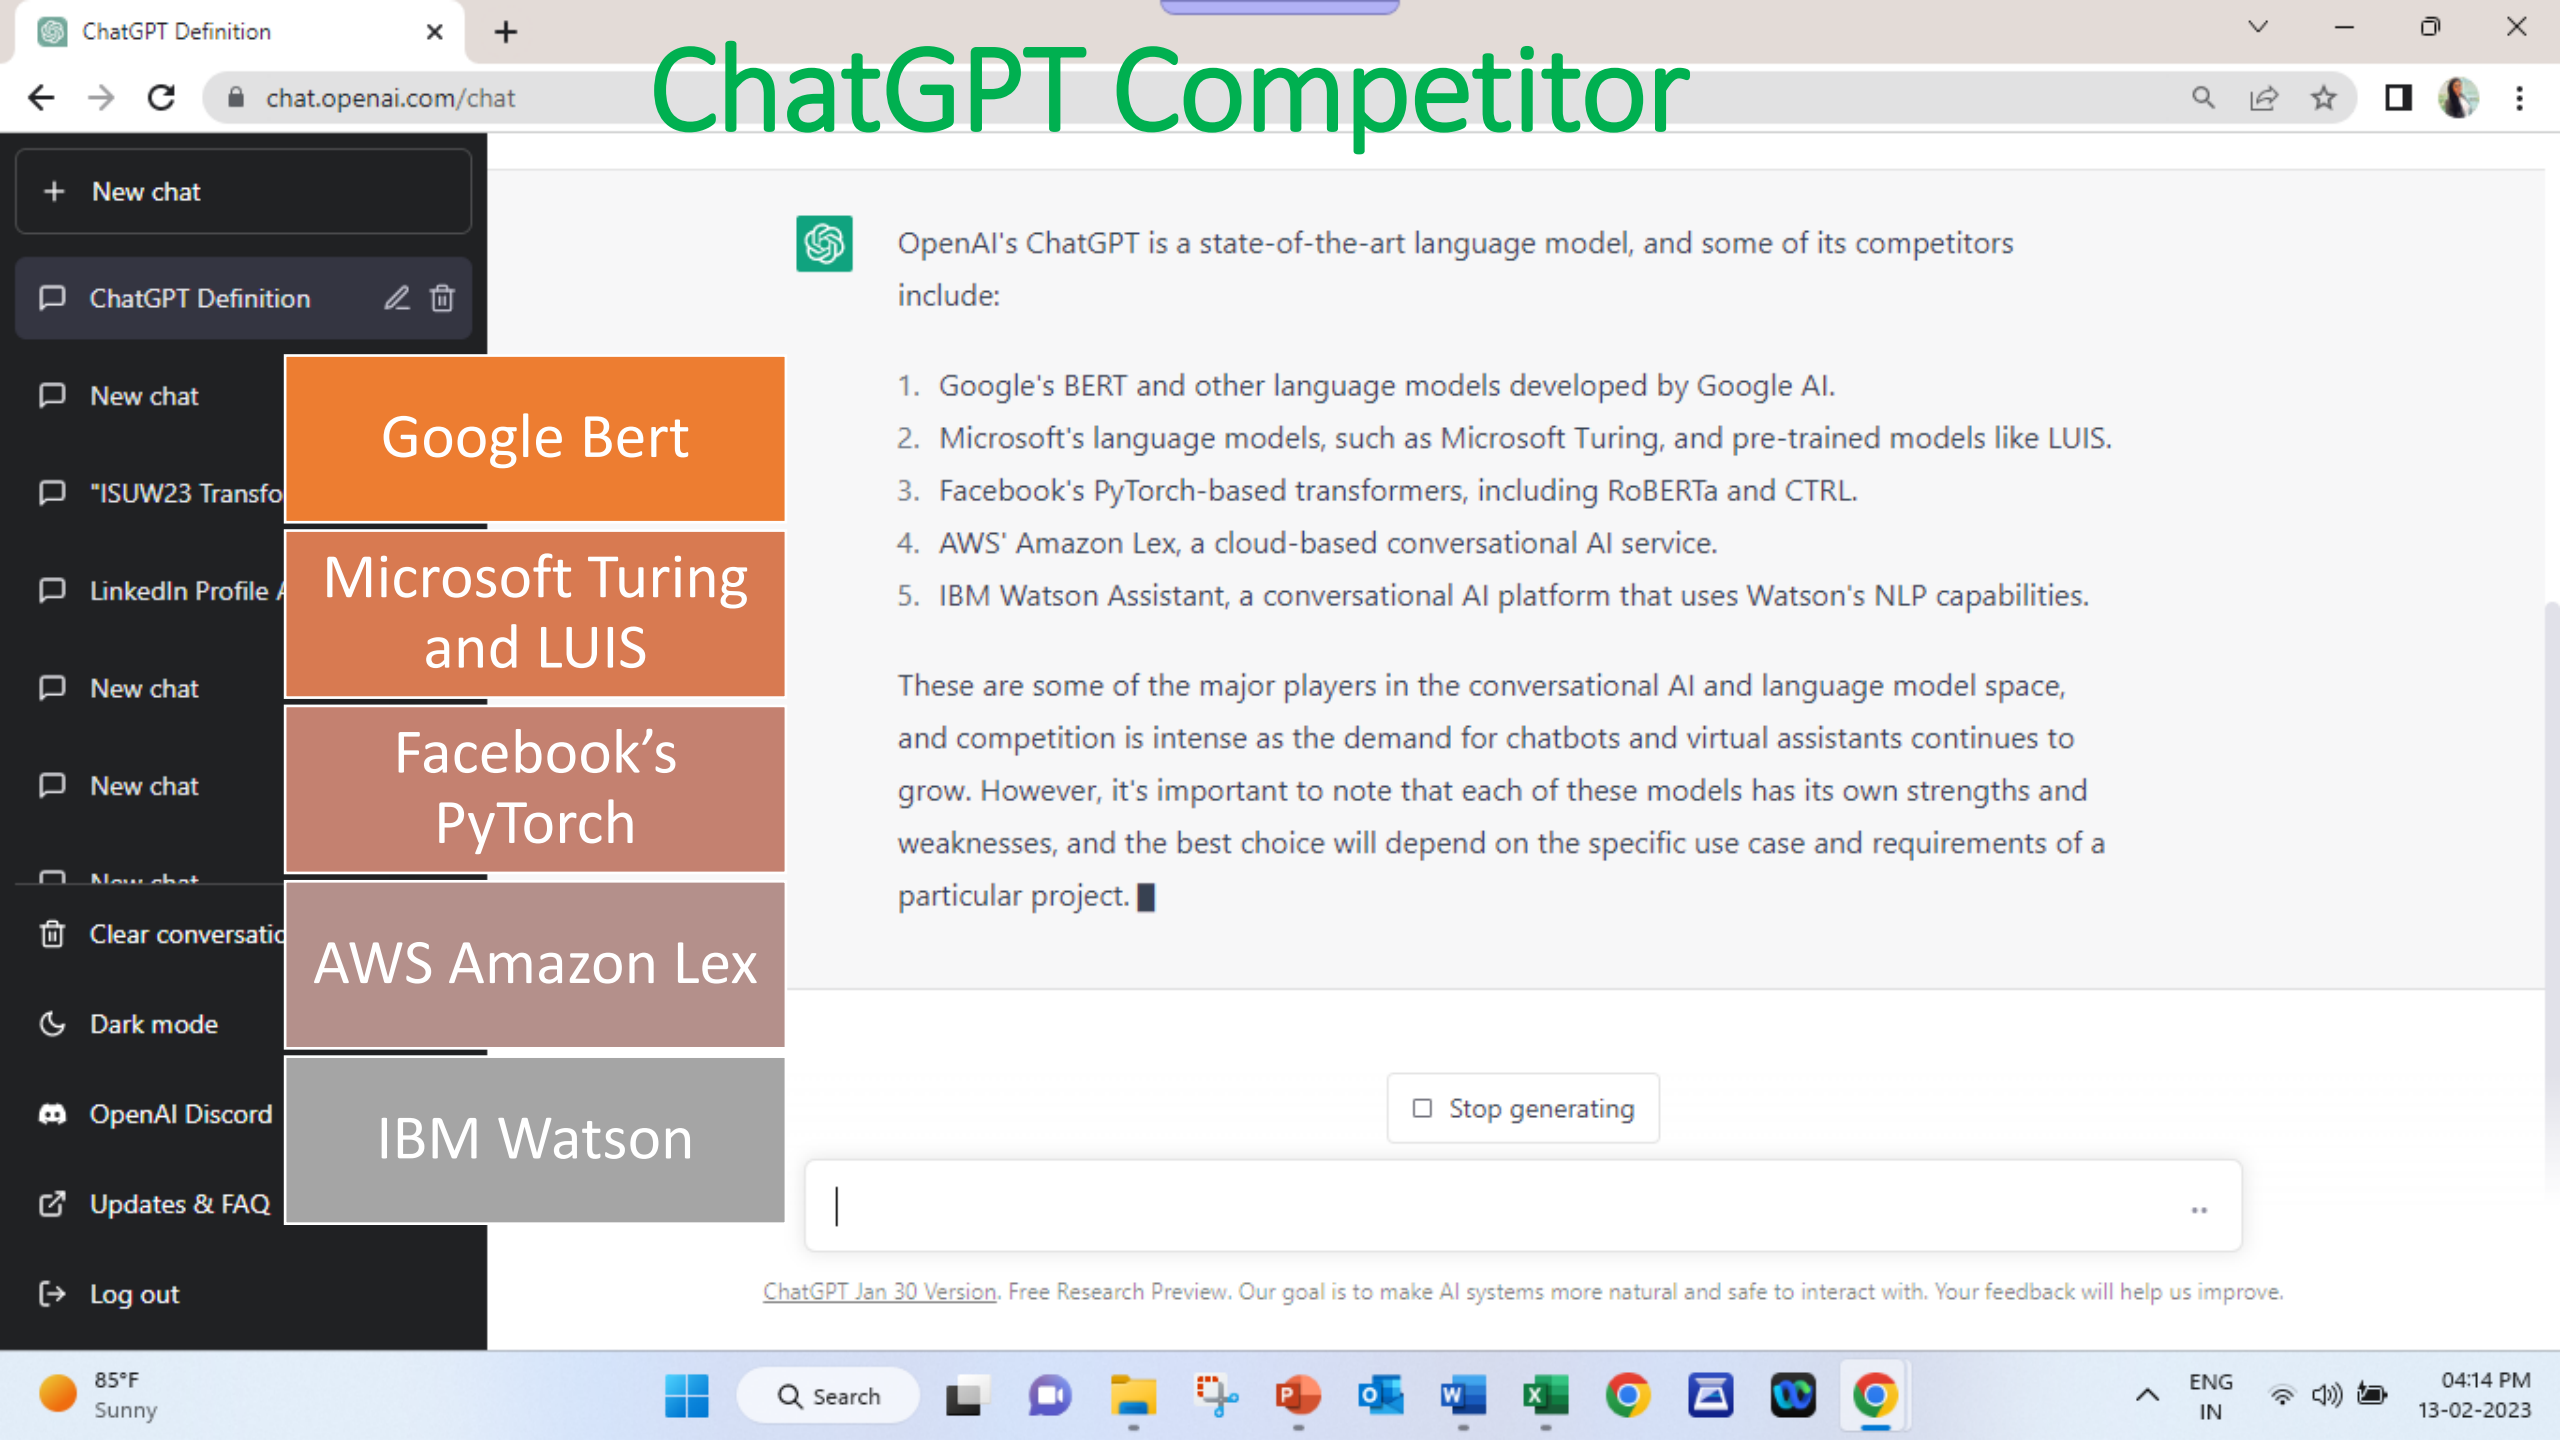 ChatGPT Definition
chat.openai.com/chat
ChatGPT Competitor
New chat
ChatGPT Definition
New chat
"ISUW23 Transfo
LinkedIn Profile
New chat
New chat
New chat
Clear conversatio
Dark mode
OpenAI Discord
Updates & FAQ
Log out
Google Bert
Microsoft Turing
and LUIS
Facebook’s
PyTorch
AWS Amazon Lex
IBM Watson
OpenAI's ChatGPT is a state-of-the-art language model, and some of its competitors
include:
1. Google's BERT and other language models developed by Google AI.
2. Microsoft's language models, such as Microsoft Turing, and pre-trained models like LUIS.
3. Facebook's PyTorch-based transformers, including RoBERTa and CTRL.
4. AWS' Amazon Lex, a cloud-based conversational AI service.
5. IBM Watson Assistant, a conversational AI platform that uses Watson's NLP capabilities.
These are some of the major players in the conversational AI and language model space,
and competition is intense as the demand for chatbots and virtual assistants continues to
grow. However, it's important to note that each of these models has its own strengths and
weaknesses, and the best choice will depend on the specific use case and requirements of a
particular project.
Stop generating
ChatGPT Jan 30 Version. Free Research Preview. Our goal is to make AI systems more natural and safe to interact with. Your feedback will help us improve.
85°F
Sunny
Search
ENG
IN
04:14 PM
13-02-2023